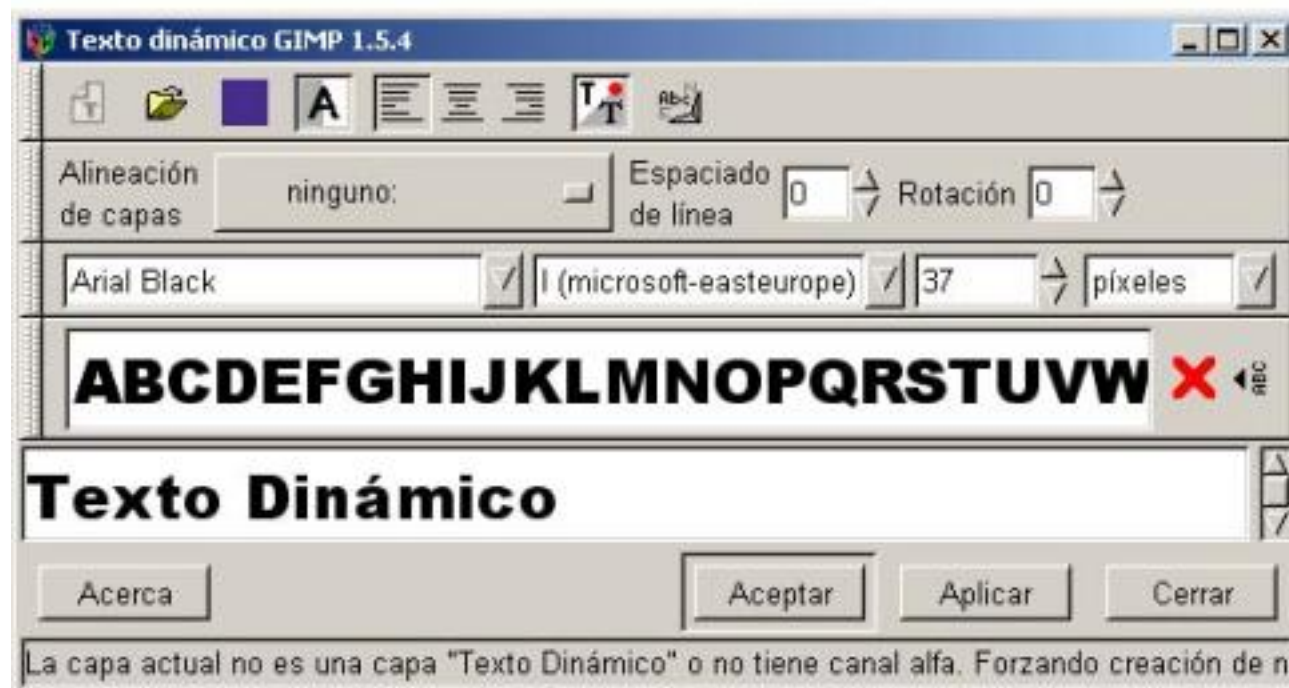 Texto dinámico GIMP 1.5.4
T A T T Abc
Alineación de capas ninguno: Espaciado de línea 0 Rotación 0
Arial Black l (microsoft-easteurope) 37 píxeles
ABCDEFGHIJKLMNOPQRSTUVW ABC
Texto Dinámico
Acerca Aceptar Aplicar Cerrar
La capa actual no es una capa "Texto Dinámico" o no tiene canal alfa. Forzando creación de n